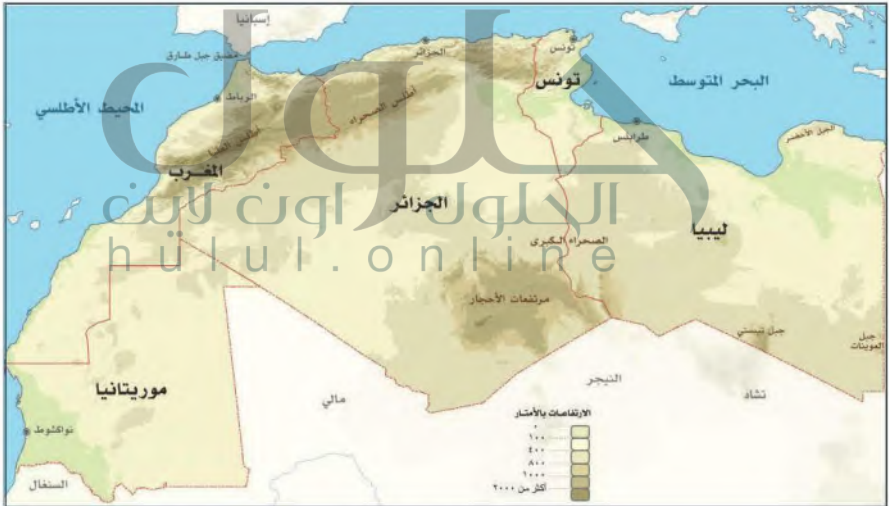 إسبانيا
مضيق جبل طارق
الجزائر
تونس
تونس
البحر المتوسط
المحيط الأطلسي
الرباط
أطلس الصحراء
طرابلس
الجبل الأخضر
المغرب
الجزائر
ليبيا
حلول
الحلول اون لاين
hulul.online
الصحراء الكبرى
مرتفعات الأحجار
جبل تيبستي
جبل
العوينات
موريتانيا
مالي
النيجر
تشاد
نواكشوط
السنغال
الارتفاعات بالأمتار
٠
١٠٠
٤٠٠
٨٠٠
١٠٠٠
أكثر من ٢٠٠٠